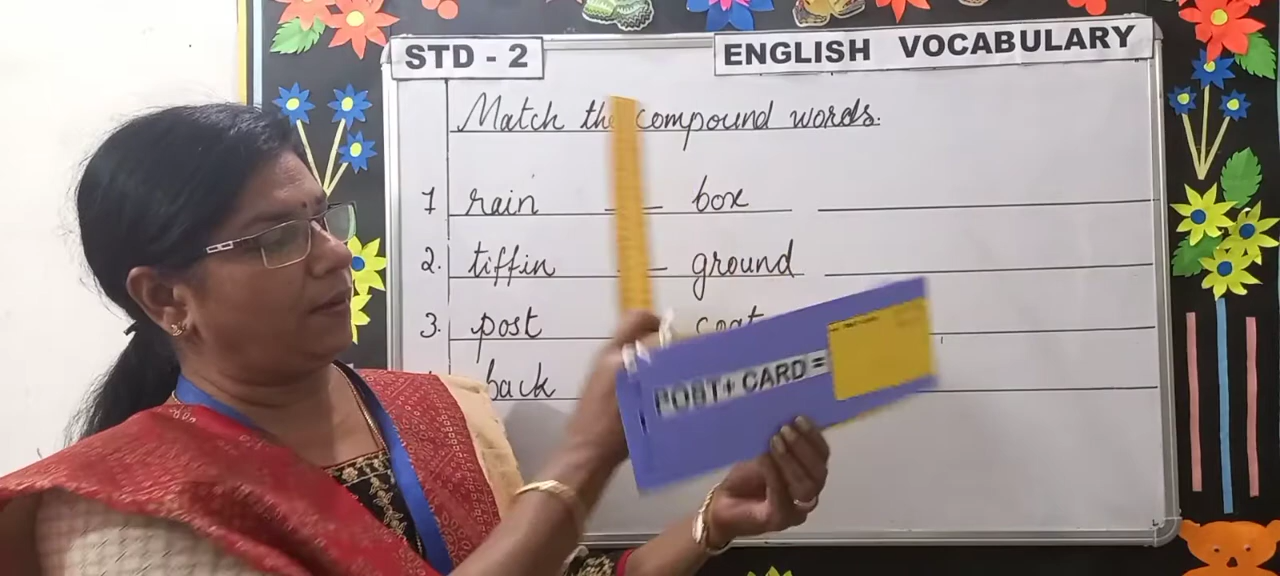 STD - 2
ENGLISH VOCABULARY
Match the compound words.
1 rain box
2. tiffin ground
3. post coat
back
POST+ CARD =